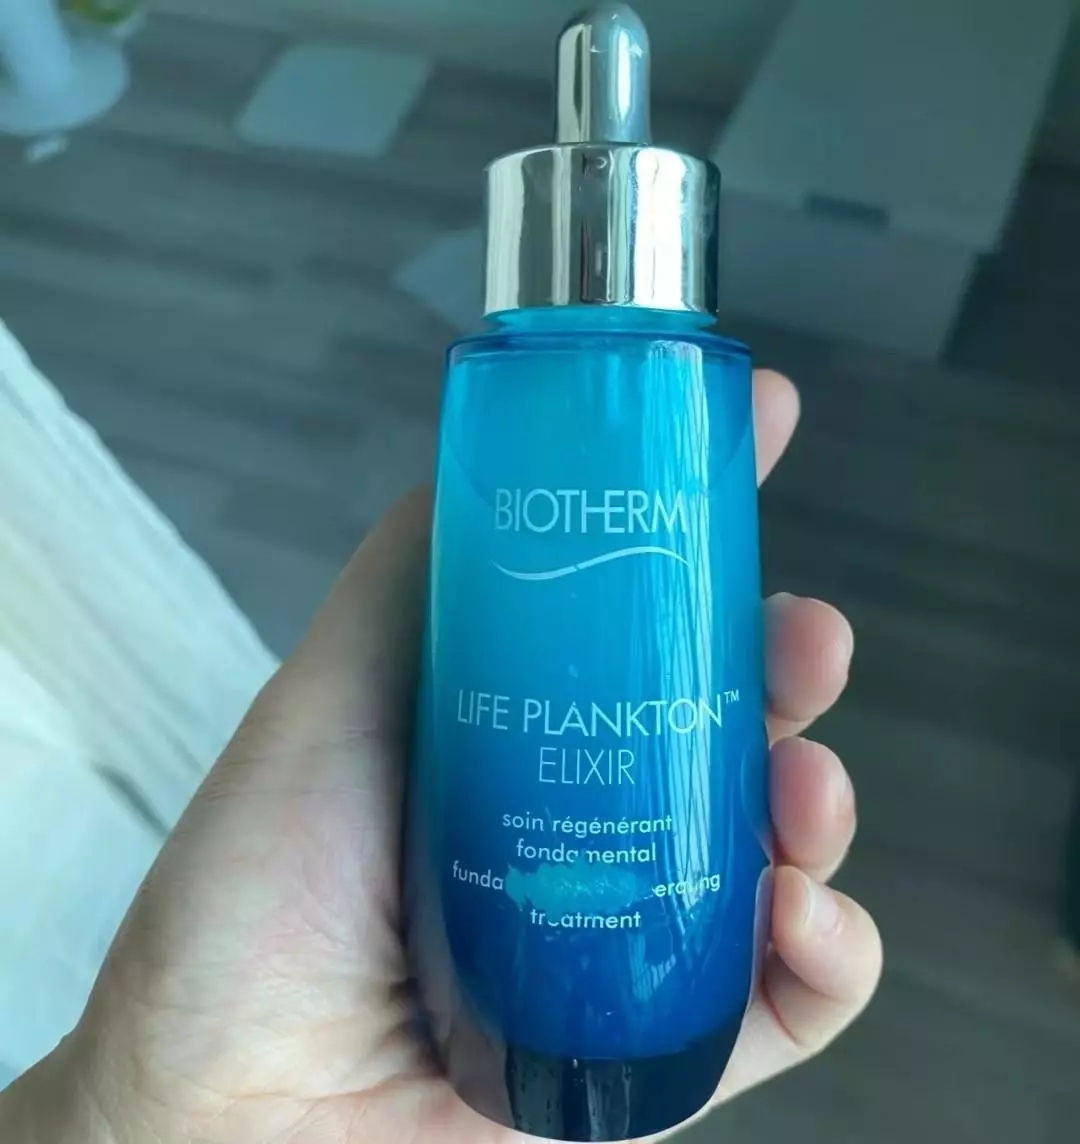 BIOTHERM
LIFE PLANKTON™
ELIXIR
soin régénérant
fondamental
treatment